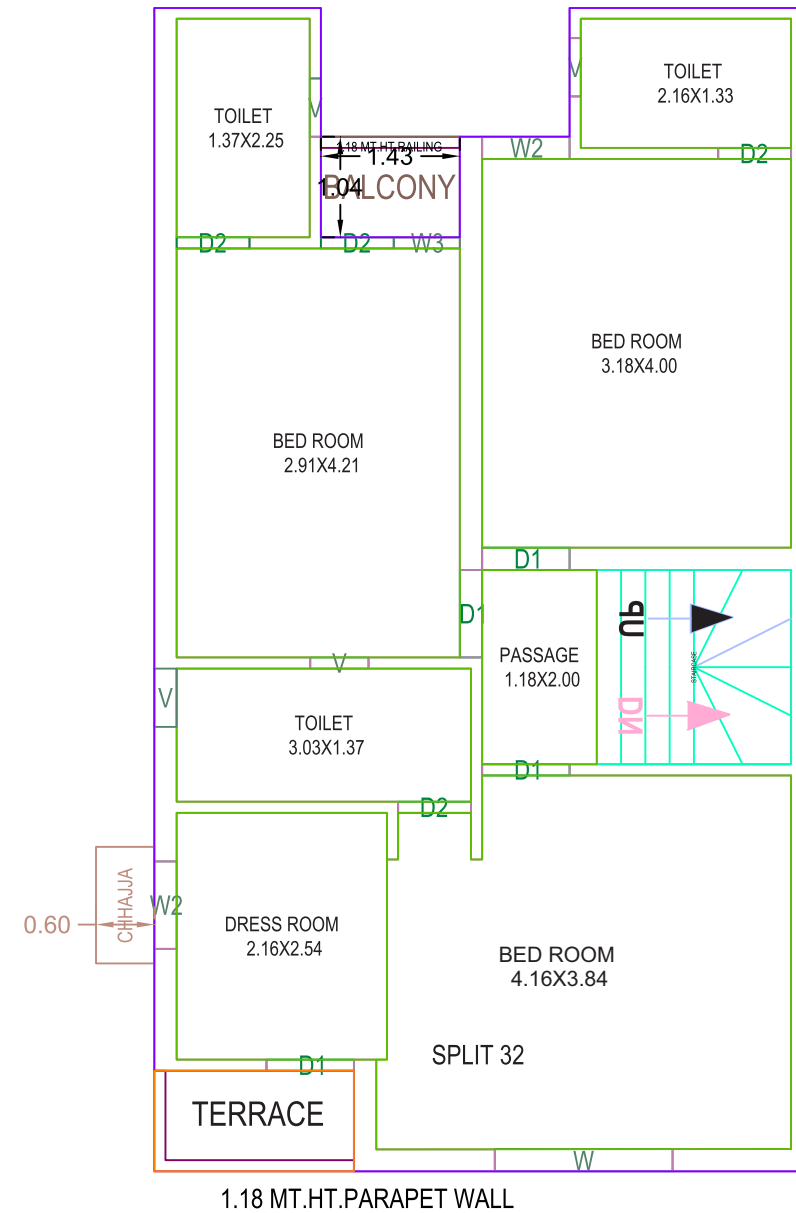 TOILET
1.37X2.25
V
1.18 MT.HT.RAILING
1.43
1.04
BALCONY
V
TOILET
2.16X1.33
W2
D2
D2
D2
W3
BED ROOM
3.18X4.00
BED ROOM
2.91X4.21
D1
D1
UP
PASSAGE
1.18X2.00
STAIRCASE
DN
V
V
TOILET
3.03X1.37
D1
D2
CHHAJJA
0.60
W2
DRESS ROOM
2.16X2.54
BED ROOM
4.16X3.84
SPLIT 32
D1
TERRACE
W
1.18 MT.HT.PARAPET WALL